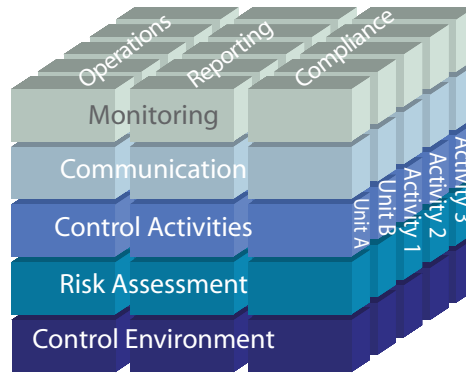 Operations
Reporting
Compliance
Monitoring
Communication
Control Activities
Risk Assessment
Control Environment
Unit A
Unit B
Activity 1
Activity 2
Activity 3